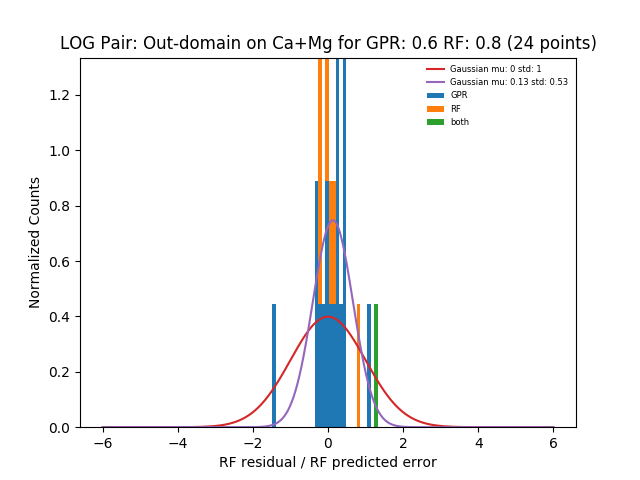 LOG Pair: Out-domain on Ca+Mg for GPR: 0.6 RF: 0.8 (24 points)
Gaussian mu: 0 std: 1
Gaussian mu: 0.13 std: 0.53
GPR
RF
both
Normalized Counts
1.2
1.0
0.8
0.6
0.4
0.2
0.0
−6 −4 −2 0 2 4 6
RF residual / RF predicted error